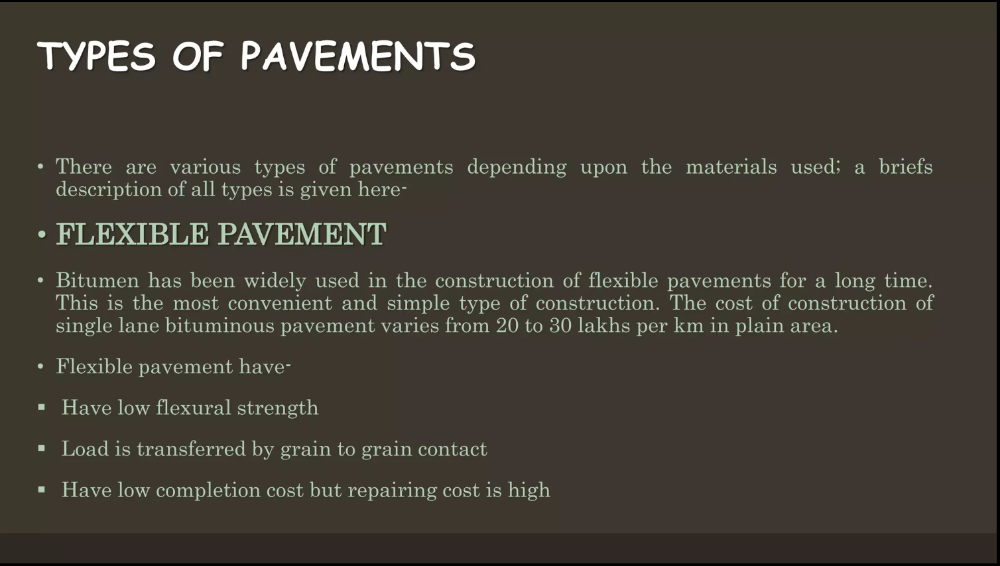 TYPES OF PAVEMENTS
• There are various types of pavements depending upon the materials used; a briefs
description of all types is given here-
• FLEXIBLE PAVEMENT
• Bitumen has been widely used in the construction of flexible pavements for a long time.
This is the most convenient and simple type of construction. The cost of construction of
single lane bituminous pavement varies from 20 to 30 lakhs per km in plain area.
• Flexible pavement have-
▪ Have low flexural strength
▪ Load is transferred by grain to grain contact
▪ Have low completion cost but repairing cost is high